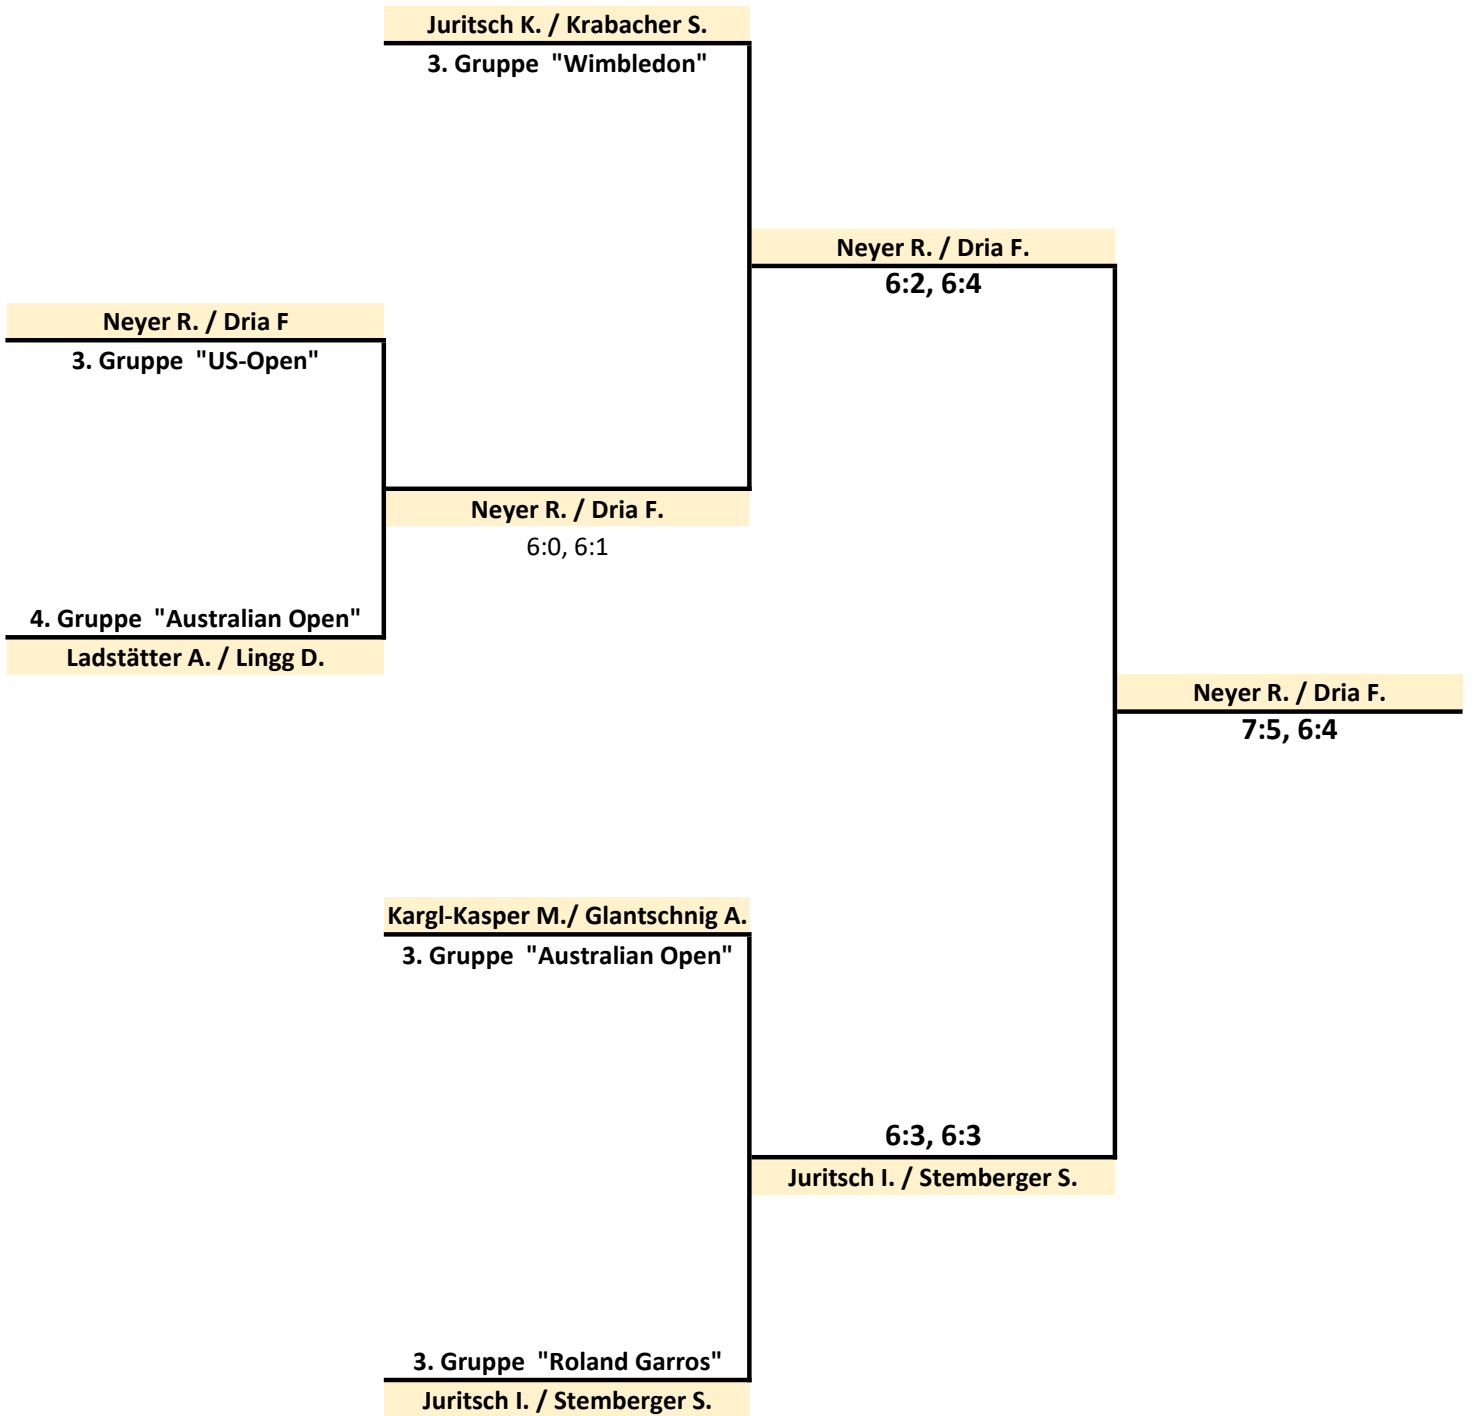 Juritsch K. / Krabacher S.
3. Gruppe "Wimbledon"
Neyer R. / Dria F.
6:2, 6:4
Neyer R. / Dria F
3. Gruppe "US-Open"
Neyer R. / Dria F.
6:0, 6:1
4. Gruppe "Australian Open"
Ladstätter A. / Lingg D.
Neyer R. / Dria F.
7:5, 6:4
Kargl-Kasper M./ Glantschnig A.
3. Gruppe "Australian Open"
6:3, 6:3
Juritsch I. / Stemberger S.
3. Gruppe "Roland Garros"
Juritsch I. / Stemberger S.